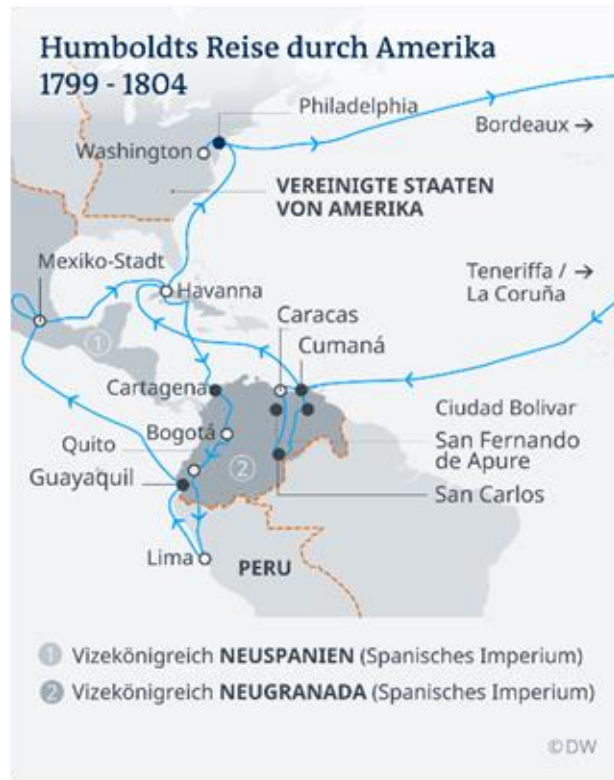 Humboldts Reise durch Amerika
1799 - 1804
Philadelphia
Bordeaux →
Washington
VEREINIGTE STAATEN
VON AMERIKA
Mexiko-Stadt
Teneriffa /
La Coruña
→
Havanna
Caracas
Cumaná
1
Cartagena
Ciudad Bolivar
Bogotá
Quito
San Fernando
de Apure
2
Guayaquil
San Carlos
Lima
PERU
1 Vizekönigreich NEUSPANIEN (Spanisches Imperium)
2 Vizekönigreich NEUGRANADA (Spanisches Imperium)
©DW